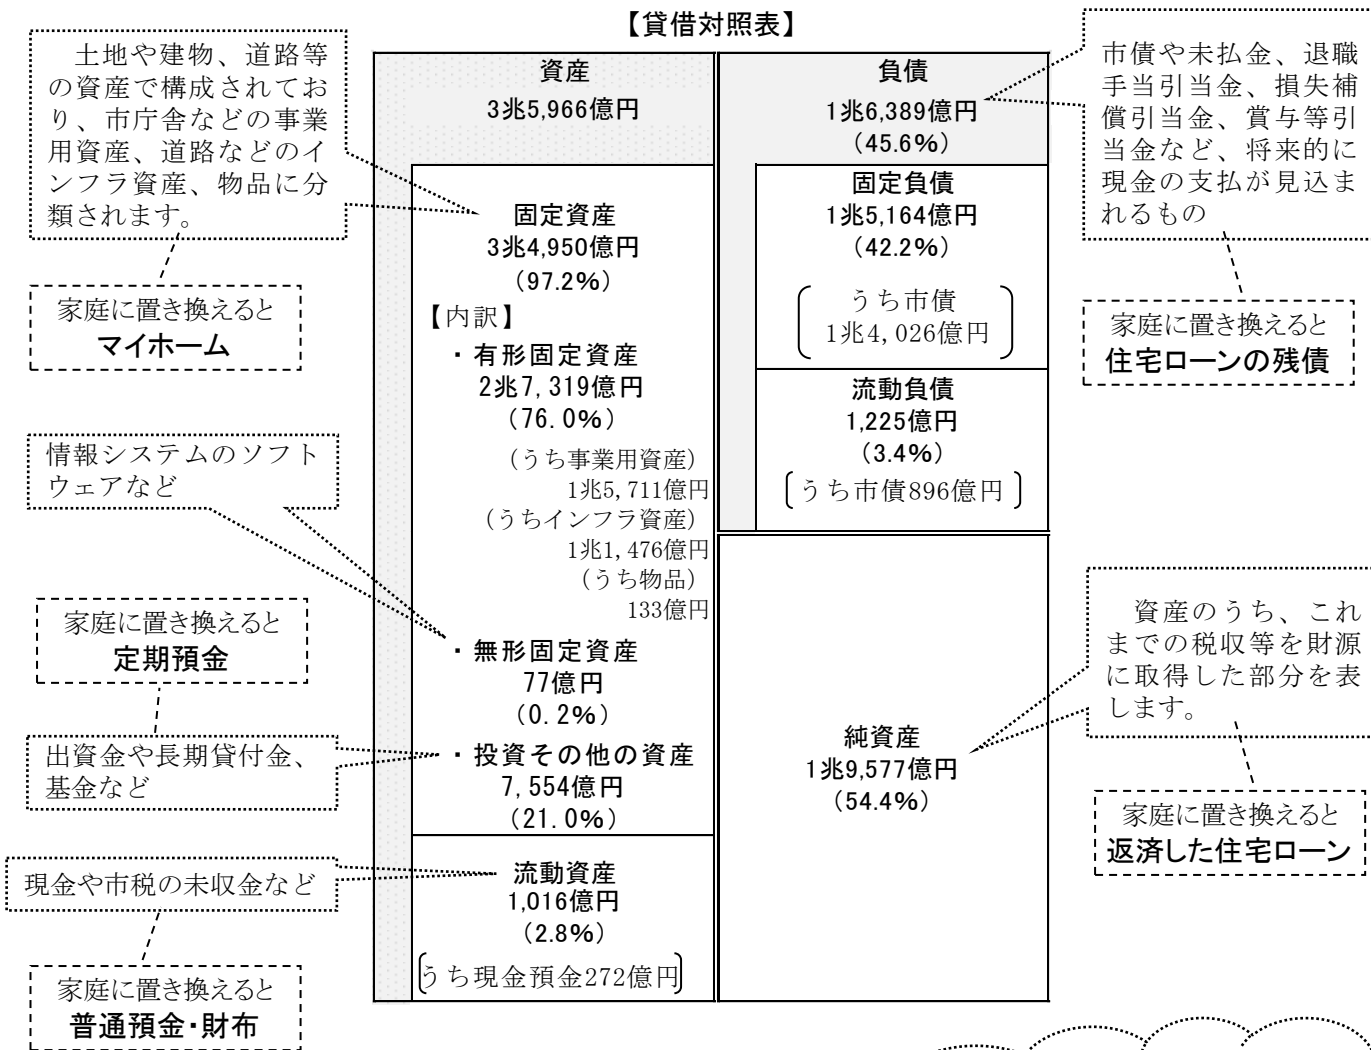 【貸借対照表】
土地や建物、道路等
の資産で構成されてお
り、市庁舎などの事業
用資産、道路などのイ
ンフラ資産、物品に分
類されます。
家庭に置き換えると
マイホーム
情報システムのソフト
ウェアなど
家庭に置き換えると
定期預金
出資金や長期貸付金、
基金など
現金や市税の未収金など
家庭に置き換えると
普通預金・財布
資産
3兆5,966億円
固定資産
3兆4,950億円
(97.2%)
【内訳】
・有形固定資産
2兆7,319億円
(76.0%)
(うち事業用資産)
1兆5,711億円
(うちインフラ資産)
1兆1,476億円
(うち物品)
133億円
・無形固定資産
77億円
(0.2%)
・投資その他の資産
7,554億円
(21.0%)
流動資産
1,016億円
(2.8%)
うち現金預金272億円
負債
1兆6,389億円
(45.6%)
固定負債
1兆5,164億円
(42.2%)
うち市債
1兆4,026億円
流動負債
1,225億円
(3.4%)
うち市債896億円
純資産
1兆9,577億円
(54.4%)
市債や未払金、退職
手当引当金、損失補
償引当金、賞与等引
当金など、将来的に
現金の支払が見込ま
れるもの
家庭に置き換えると
住宅ローンの残債
資産のうち、これ
までの税収等を財源
に取得した部分を表
します。
家庭に置き換えると
返済した住宅ローン